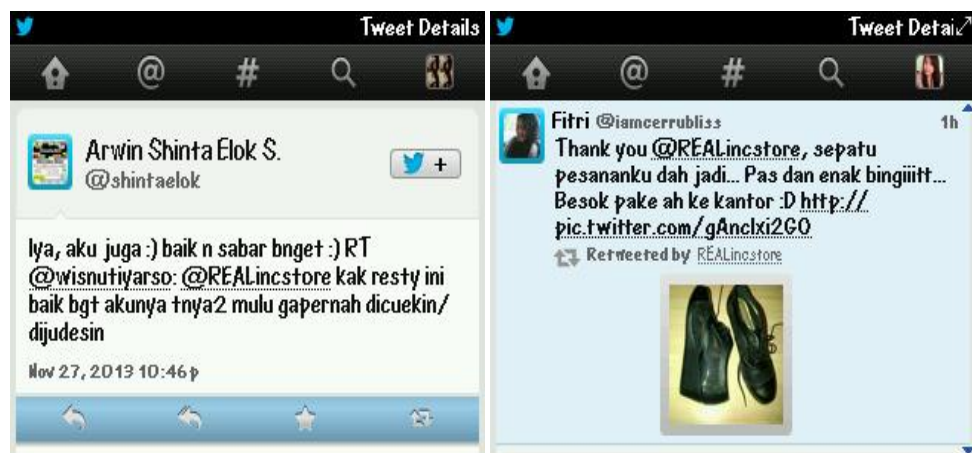 Tweet Details
@ #
Arwin Shinta Elok S.
@shintaelok
+
Iya, aku juga :) baik n sabar bnget :) RT
@wisnutiyarso: @REALincstore kak resty ini
baik bgt akunya tnya2 mulu gapernah dicuekin/
dijudesin
Nov 27, 2013 10:46p
Tweet Detai
@ #
Fitri @iamcerrubliss 1h
Thank you @REALincstore, sepatu
pesananku dah jadi... Pas dan enak bingiiitt...
Besok pake ah ke kantor :D http://
pic.twitter.com/gAnclxi2GO
Retweeted by REALincstore